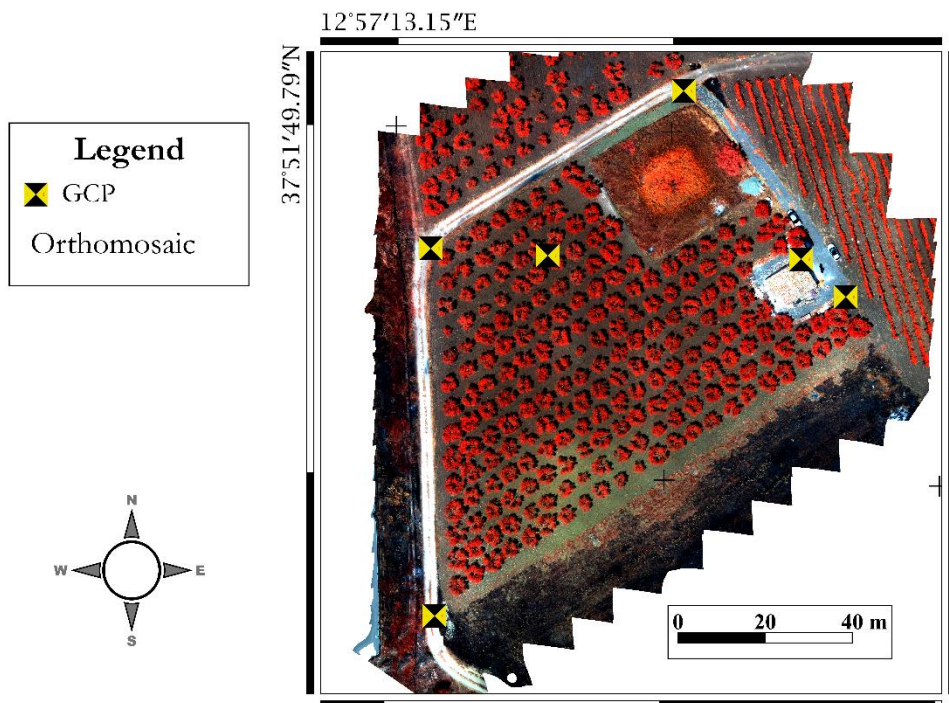 12°57′13.15″E
37°51′49.79″N
Legend
GCP
Orthomosaic
N
W E
S
0 20 40 m